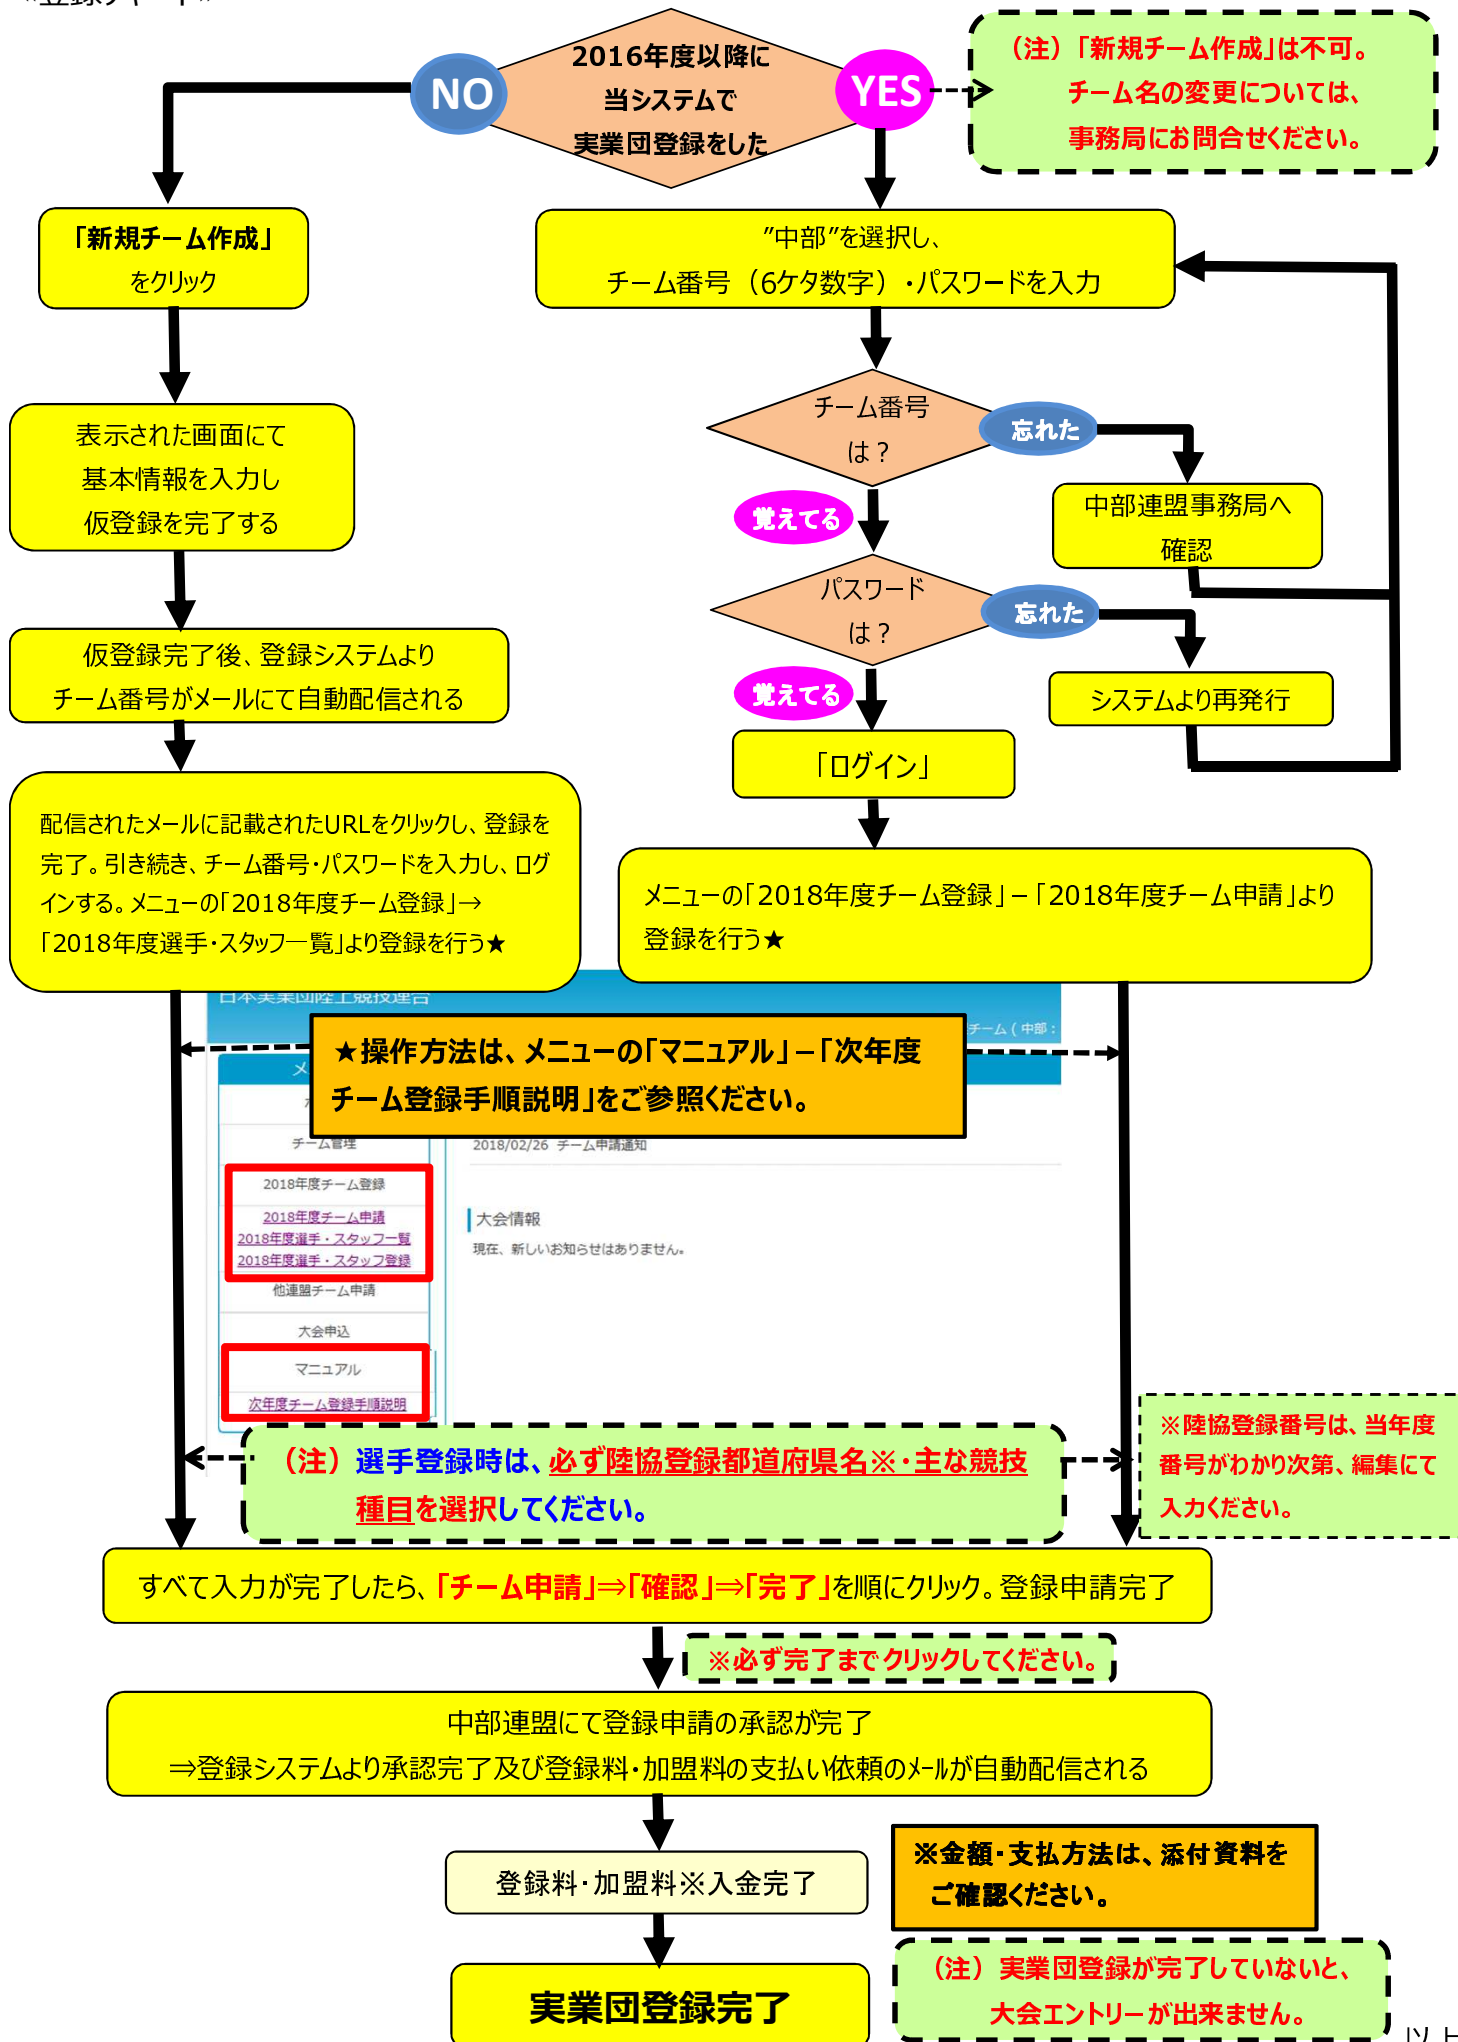 2016年度以降に
当システムで
実業団登録をした
NO
YES
（注）「新規チーム作成」は不可。
チーム名の変更については、
事務局にお問合せください。
「新規チーム作成」
をクリック
”中部”を選択し、
チーム番号（6ケタ数字）・パスワードを入力
表示された画面にて
基本情報を入力し
仮登録を完了する
チーム番号
は？
忘れた
覚えてる
中部連盟事務局へ
確認
パスワード
は？
忘れた
覚えてる
システムより再発行
仮登録完了後、登録システムより
チーム番号がメールにて自動配信される
「ログイン」
配信されたメールに記載されたURLをクリックし、登録を
完了。引き続き、チーム番号・パスワードを入力し、ログ
インする。メニューの「2018年度チーム登録」→
「2018年度選手・スタッフ一覧」より登録を行う★
メニューの「2018年度チーム登録」－「2018年度チーム申請」より
登録を行う★
日本実業団陸上競技連合
チーム ( 中部 :
★操作方法は、メニューの「マニュアル」－「次年度
チーム登録手順説明」をご参照ください。
チーム管理
2018/02/26 チーム申請通知
2018年度チーム登録
2018年度チーム申請
2018年度選手・スタッフ一覧
2018年度選手・スタッフ登録
大会情報
現在、新しいお知らせはありません。
他連盟チーム申請
大会申込
マニュアル
次年度チーム登録手順説明
（注）選手登録時は、必ず陸協登録都道府県名※・主な競技
種目を選択してください。
※陸協登録番号は、当年度
番号がわかり次第、編集にて
入力ください。
すべて入力が完了したら、「チーム申請」⇒「確認」⇒「完了」を順にクリック。登録申請完了
※必ず完了までクリックしてください。
中部連盟にて登録申請の承認が完了
⇒登録システムより承認完了及び登録料・加盟料の支払い依頼のメールが自動配信される
登録料・加盟料※入金完了
※金額・支払方法は、添付資料を
ご確認ください。
実業団登録完了
（注）実業団登録が完了していないと、
大会エントリーが出来ません。
以上